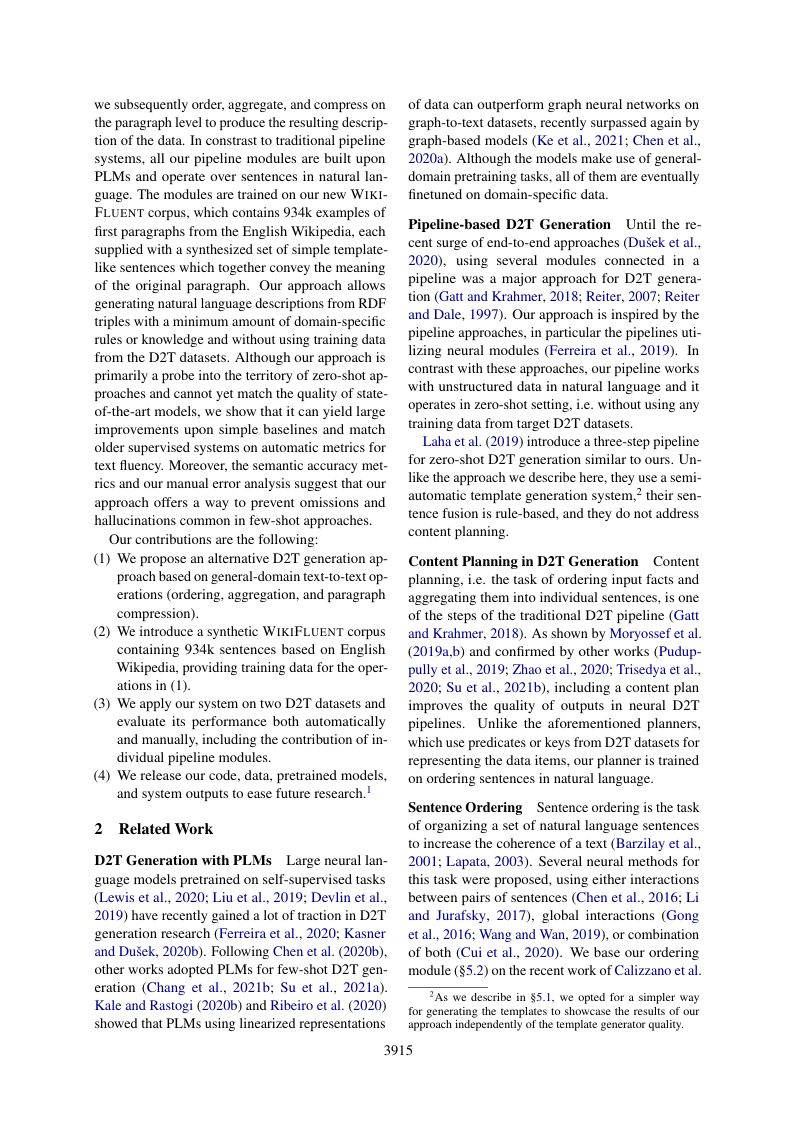 we subsequently order, aggregate, and compress on
the paragraph level to produce the resulting descrip-
tion of the data. In constrast to traditional pipeline
systems, all our pipeline modules are built upon
PLMs and operate over sentences in natural lan-
guage. The modules are trained on our new WIKI-
FLUENT corpus, which contains 934k examples of
first paragraphs from the English Wikipedia, each
supplied with a synthesized set of simple template-
like sentences which together convey the meaning
of the original paragraph. Our approach allows
generating natural language descriptions from RDF
triples with a minimum amount of domain-specific
rules or knowledge and without using training data
from the D2T datasets. Although our approach is
primarily a probe into the territory of zero-shot ap-
proaches and cannot yet match the quality of state-
of-the-art models, we show that it can yield large
improvements upon simple baselines and match
older supervised systems on automatic metrics for
text fluency. Moreover, the semantic accuracy met-
rics and our manual error analysis suggest that our
approach offers a way to prevent omissions and
hallucinations common in few-shot approaches.
Our contributions are the following:
(1) We propose an alternative D2T generation ap-
proach based on general-domain text-to-text op-
erations (ordering, aggregation, and paragraph
compression).
(2) We introduce a synthetic WIKIFLUENT corpus
containing 934k sentences based on English
Wikipedia, providing training data for the oper-
ations in (1).
(3) We apply our system on two D2T datasets and
evaluate its performance both automatically
and manually, including the contribution of in-
dividual pipeline modules.
(4) We release our code, data, pretrained models,
and system outputs to ease future research.1
2 Related Work
D2T Generation with PLMs Large neural lan-
guage models pretrained on self-supervised tasks
(Lewis et al., 2020; Liu et al., 2019; Devlin et al.,
2019) have recently gained a lot of traction in D2T
generation research (Ferreira et al., 2020; Kasner
and Dušek, 2020b). Following Chen et al. (2020b),
other works adopted PLMs for few-shot D2T gen-
eration (Chang et al., 2021b; Su et al., 2021a).
Kale and Rastogi (2020b) and Ribeiro et al. (2020)
showed that PLMs using linearized representations
of data can outperform graph neural networks on
graph-to-text datasets, recently surpassed again by
graph-based models (Ke et al., 2021; Chen et al.,
2020a). Although the models make use of general-
domain pretraining tasks, all of them are eventually
finetuned on domain-specific data.
Pipeline-based D2T Generation Until the re-
cent surge of end-to-end approaches (Dušek et al.,
2020), using several modules connected in a
pipeline was a major approach for D2T genera-
tion (Gatt and Krahmer, 2018; Reiter, 2007; Reiter
and Dale, 1997). Our approach is inspired by the
pipeline approaches, in particular the pipelines uti-
lizing neural modules (Ferreira et al., 2019). In
contrast with these approaches, our pipeline works
with unstructured data in natural language and it
operates in zero-shot setting, i.e. without using any
training data from target D2T datasets.
Laha et al. (2019) introduce a three-step pipeline
for zero-shot D2T generation similar to ours. Un-
like the approach we describe here, they use a semi-
automatic template generation system,2 their sen-
tence fusion is rule-based, and they do not address
content planning.
Content Planning in D2T Generation Content
planning, i.e. the task of ordering input facts and
aggregating them into individual sentences, is one
of the steps of the traditional D2T pipeline (Gatt
and Krahmer, 2018). As shown by Moryossef et al.
(2019a,b) and confirmed by other works (Pudup-
pully et al., 2019; Zhao et al., 2020; Trisedya et al.,
2020; Su et al., 2021b), including a content plan
improves the quality of outputs in neural D2T
pipelines. Unlike the aforementioned planners,
which use predicates or keys from D2T datasets for
representing the data items, our planner is trained
on ordering sentences in natural language.
Sentence Ordering Sentence ordering is the task
of organizing a set of natural language sentences
to increase the coherence of a text (Barzilay et al.,
2001; Lapata, 2003). Several neural methods for
this task were proposed, using either interactions
between pairs of sentences (Chen et al., 2016; Li
and Jurafsky, 2017), global interactions (Gong
et al., 2016; Wang and Wan, 2019), or combination
of both (Cui et al., 2020). We base our ordering
module (§5.2) on the recent work of Calizzano et al.
2As we describe in §5.1, we opted for a simpler way
for generating the templates to showcase the results of our
approach independently of the template generator quality.
3915